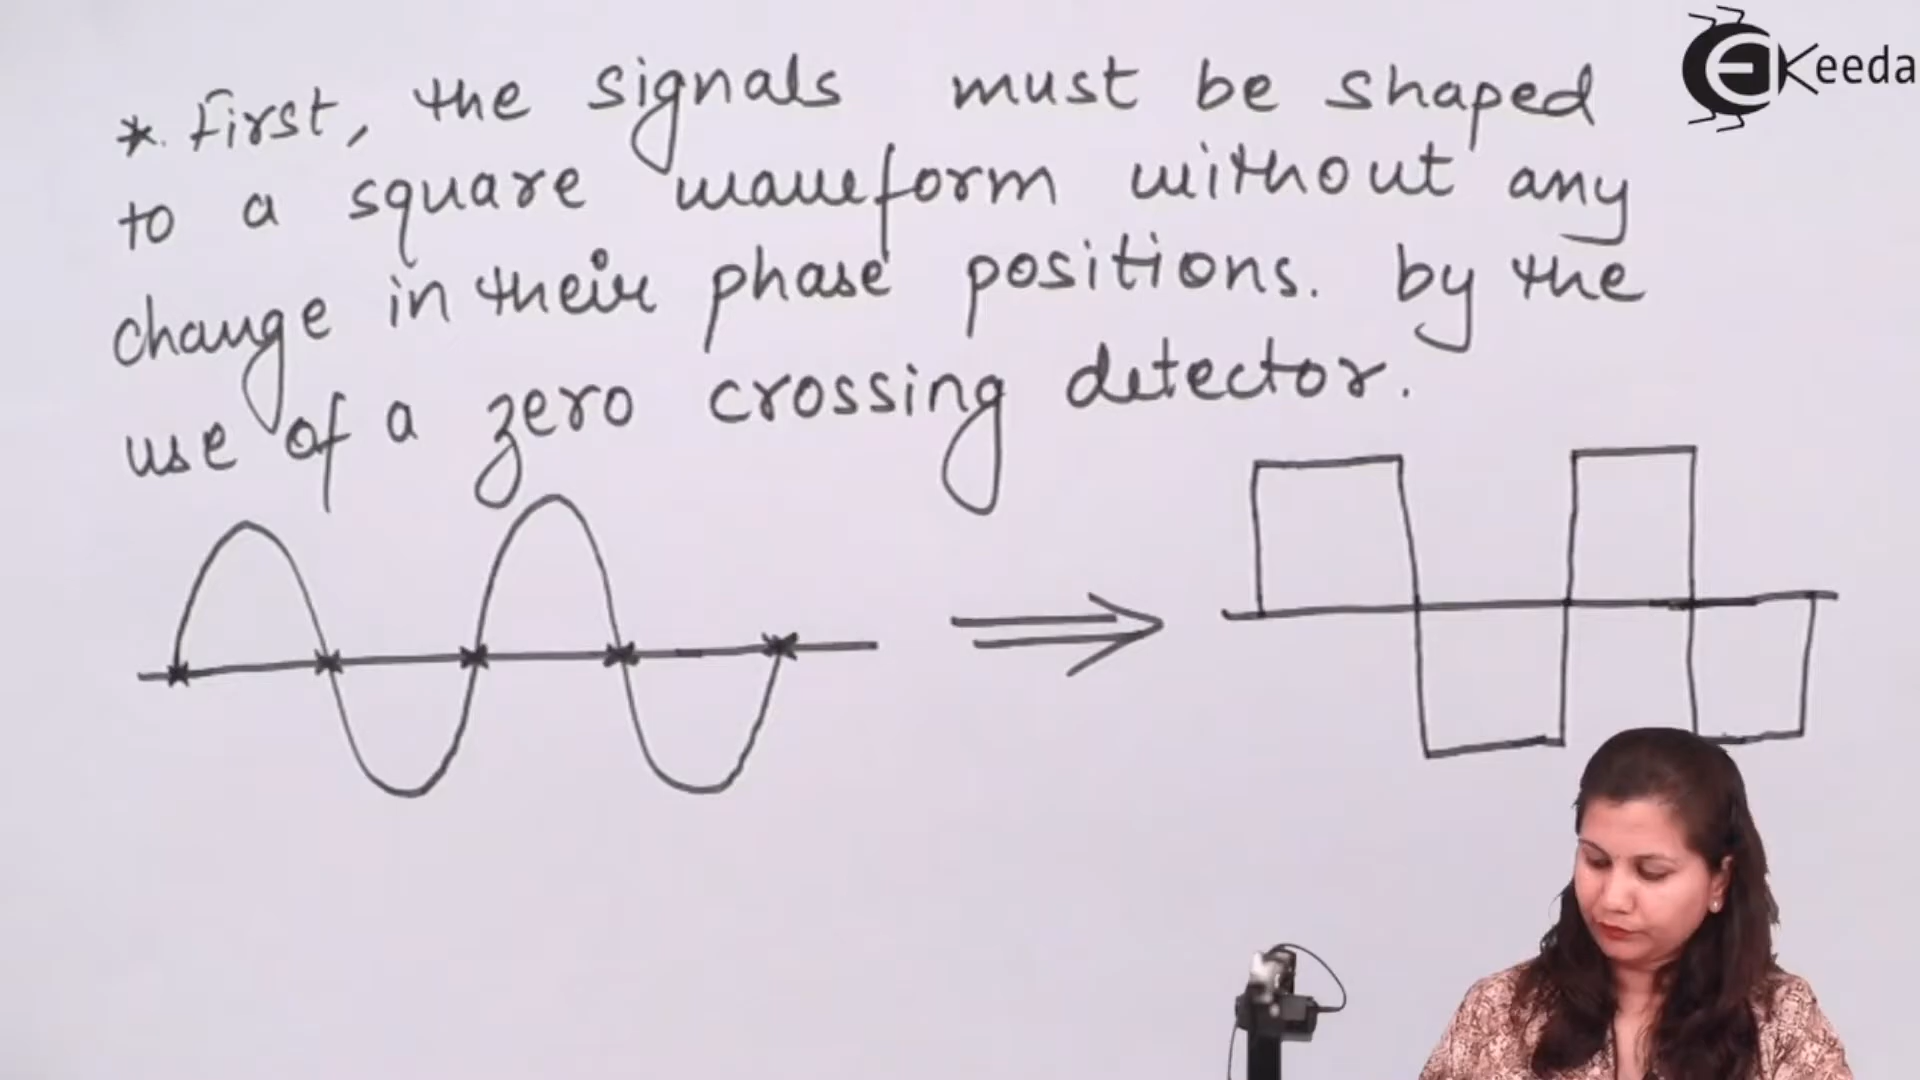 * First, the signals must be shaped
to a square waveform without any
change in their phase positions. by the
use of a zero crossing detector.
EKeeda